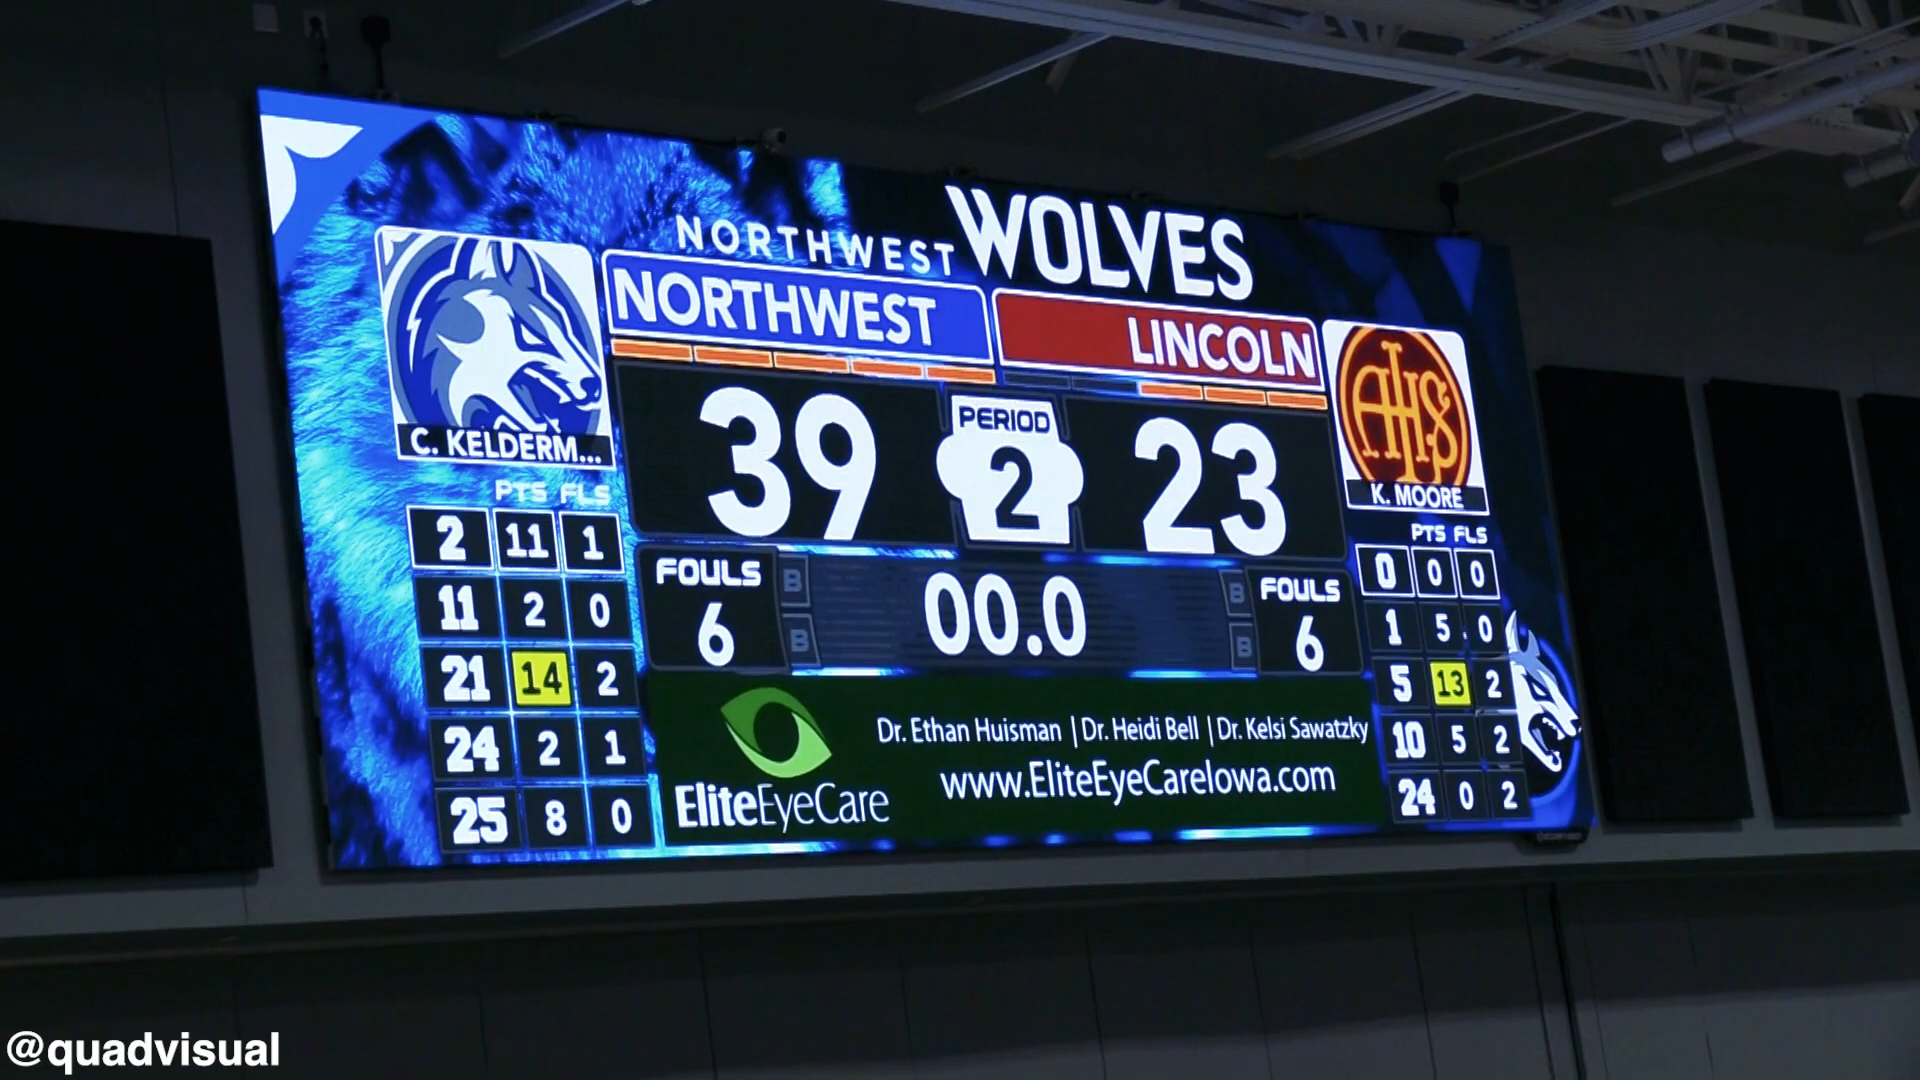 NORTHWEST WOLVES
NORTHWEST
LINCOLN
C. KELDERM...
39
PERIOD
2
23
AHS
K. MOORE
PTS FLS
2 11 1
11 2 0
21 14 2
24 2 1
25 8 0
FOULS
6
B
B
00.0
B
B
FOULS
6
PTS FLS
0 0 0
1 5 0
5 13 2
10 5 2
24 0 2
Dr. Ethan Huisman | Dr. Heidi Bell | Dr. Kelsi Sawatzky
EliteEyeCare
www.EliteEyeCareIowa.com
@quadvisual